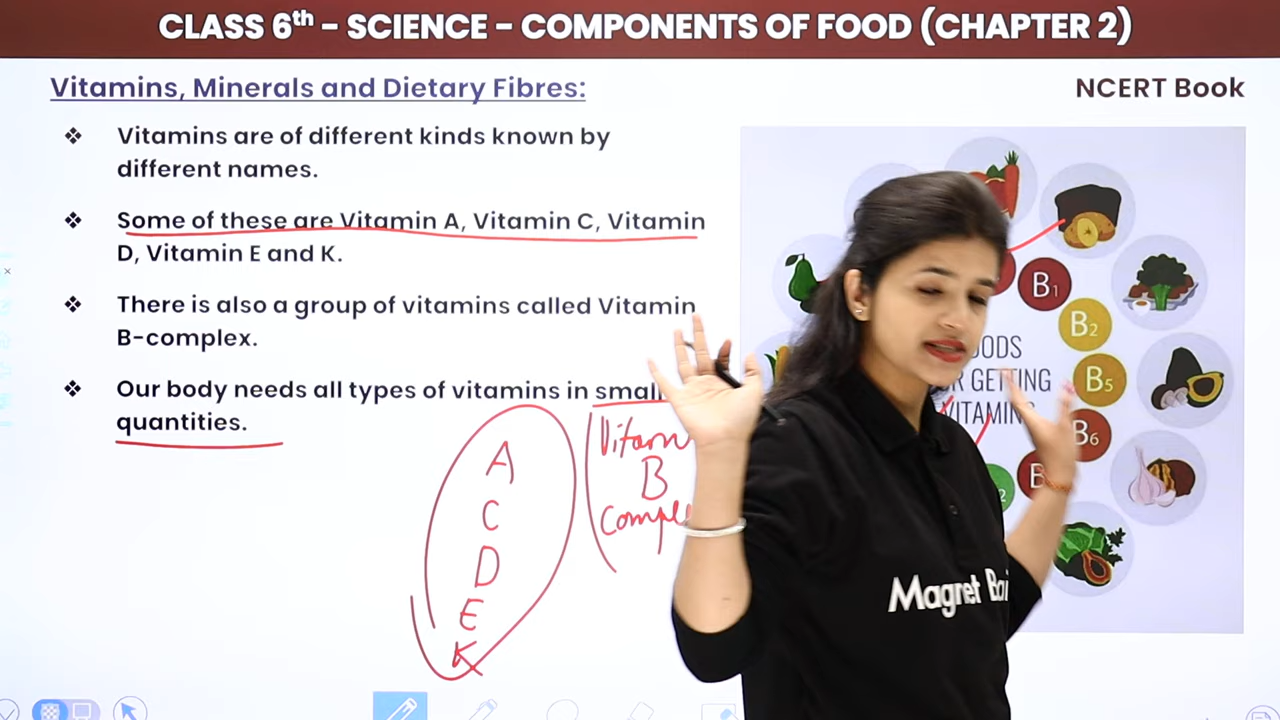 CLASS 6th – SCIENCE – COMPONENTS OF FOOD (CHAPTER 2)
Vitamins, Minerals and Dietary Fibres:
NCERT Book
❖ Vitamins are of different kinds known by
different names.
❖ Some of these are Vitamin A, Vitamin C, Vitamin
D, Vitamin E and K.
❖ There is also a group of vitamins called Vitamin
B-complex.
❖ Our body needs all types of vitamins in small
quantities.
A
C
D
E
K
B
B1
B2
B5
B6
GETTING
VITAMINS
Magnet